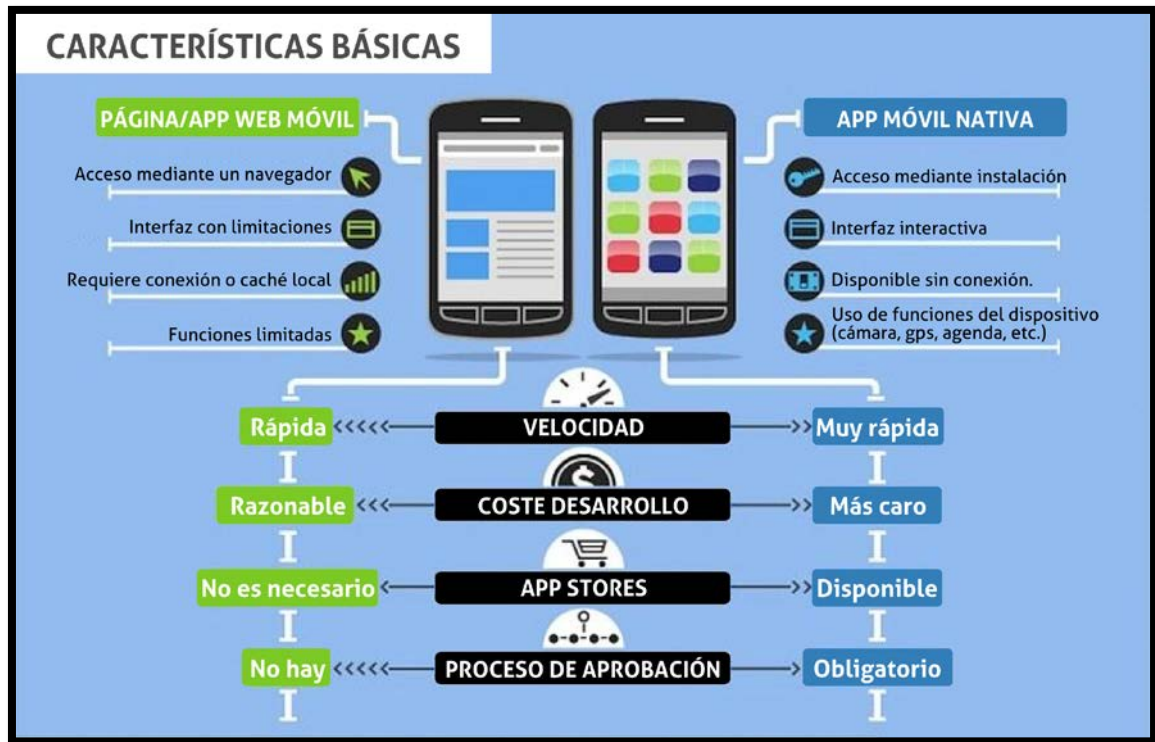 CARACTERÍSTICAS BÁSICAS
PÁGINA/APP WEB MÓVIL
Acceso mediante un navegador
Interfaz con limitaciones
Requiere conexión o caché local
Funciones limitadas
APP MÓVIL NATIVA
Acceso mediante instalación
Interfaz interactiva
Disponible sin conexión.
Uso de funciones del dispositivo
(cámara, gps, agenda, etc.)
Rápida VELOCIDAD Muy rápida
Razonable COSTE DESARROLLO Más caro
No es necesario APP STORES Disponible
No hay PROCESO DE APROBACIÓN Obligatorio